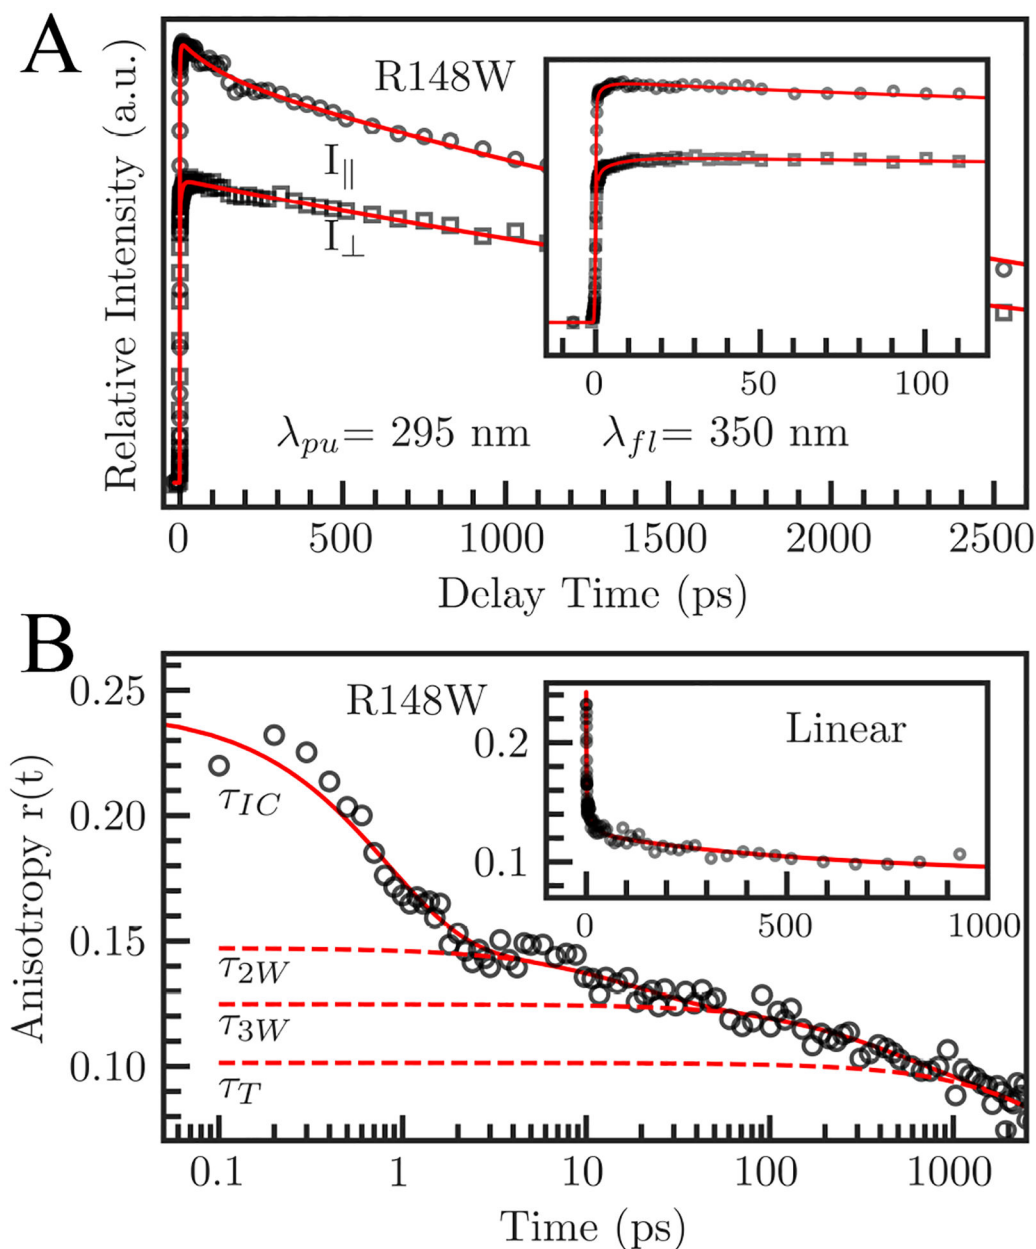 A
R148W
I∥
I⊥
λpu= 295 nm
λfl= 350 nm
0
50
100
Relative Intensity (a.u.)
0
500
1000
1500
2000
2500
Delay Time (ps)
B
R148W
Linear
0.2
0.1
0
500
1000
Anisotropy r(t)
0.25
0.20
0.15
0.10
τIC
τ2W
τ3W
τT
0.1
1
10
100
1000
Time (ps)